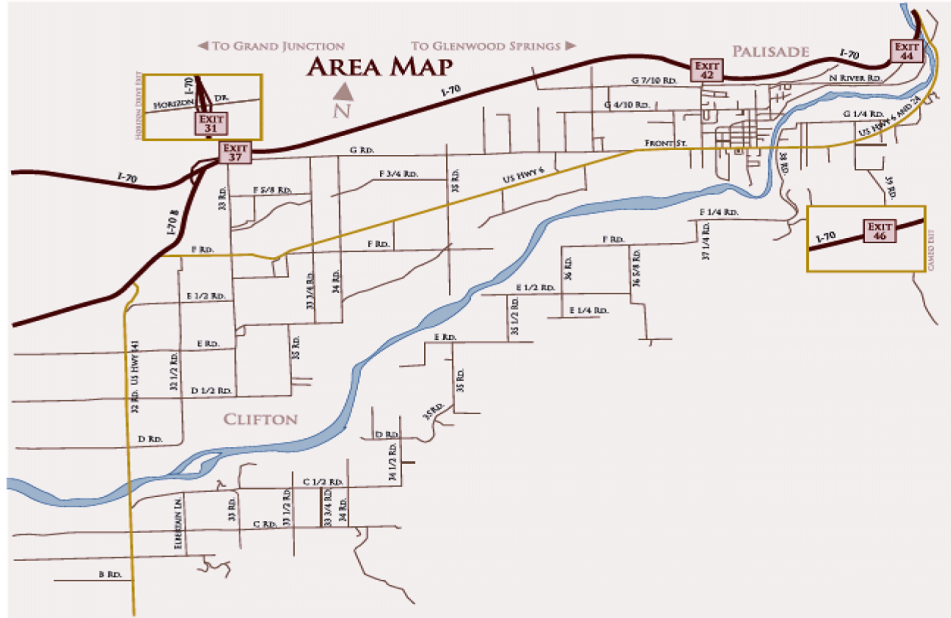 TO GRAND JUNCTION
TO GLENWOOD SPRINGS
AREA MAP
N
PALISADE
I-70
EXIT
44
EXIT
42
I-70
N RIVER RD.
G 7/10 RD.
G 4/10 RD.
G 1/4 RD.
US HWY 6 AND 24
HORIZON DRIVE EXIT
I-70
HORIZON DR.
EXIT
31
EXIT
37
I-70
I-70
I-70 B
G RD.
FRONT ST.
38 RD.
39 RD.
F 3/4 RD.
35 RD.
US HWY 6
33 RD.
F 5/8 RD.
F 1/4 RD.
37 1/4 RD.
I-70
EXIT
46
CAMEO EXIT
F RD.
F RD.
F RD.
36 RD.
36 5/8 RD.
33 3/4 RD.
34 RD.
E 1/2 RD.
E 1/2 RD.
E 1/4 RD.
35 1/2 RD.
E RD.
E RD.
35 RD.
35 RD.
32 RD.
US HWY 141
32 1/2 RD.
D 1/2 RD.
CLIFTON
35 RD.
D RD.
D RD.
34 1/2 RD.
C 1/2 RD.
ELBERTAIN LN.
33 RD.
33 1/2 RD.
33 3/4 RD.
34 RD.
C RD.
B RD.